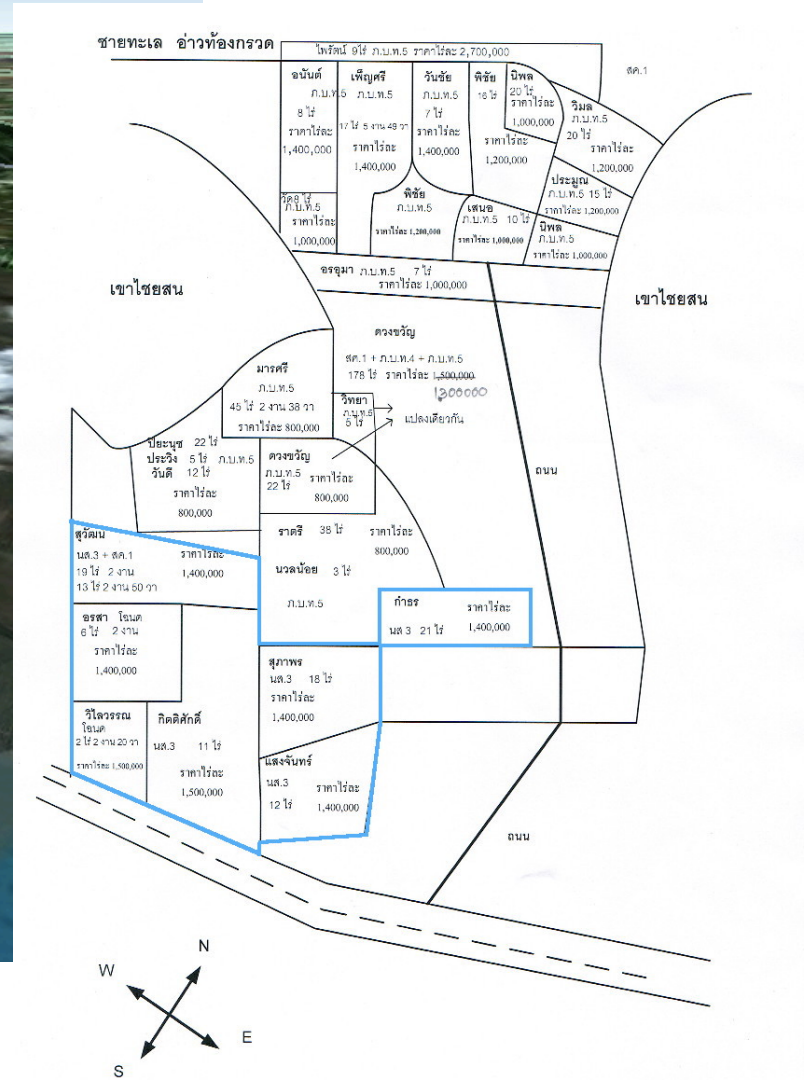 ชายทะเล อ่าวท้องกรวด
ไพรัตน์ 9ไร่ ภ.บ.ท.5 ราคาไร่ละ 2,700,000
สค.1
อนันต์
ภ.บ.ท.5
8 ไร่
ราคาไร่ละ
1,400,000
เพ็ญศรี
ภ.บ.ท.5
17 ไร่ 5 งาน 49 วา
ราคาไร่ละ
1,400,000
วันชัย
ภ.บ.ท.5
7 ไร่
ราคาไร่ละ
1,400,000
พิชัย
16 ไร่
ราคาไร่ละ
1,200,000
นิพล
20 ไร่
ราคาไร่ละ
1,000,000
วิมล
ภ.บ.ท.5
20 ไร่
ราคาไร่ละ
1,200,000
ประมูณ
ภ.บ.ท.5 15 ไร่
ราคาไร่ละ 1,200,000
วัด8 ไร่
ภ.บ.ท.5
ราคาไร่ละ
1,000,000
พิชัย
ภ.บ.ท.5
ราคาไร่ละ 1,200,000
เสนอ
ภ.บ.ท.5 10 ไร่
ราคาไร่ละ 1,000,000
นิพล
ภ.บ.ท.5
ราคาไร่ละ 1,000,000
อรอุมา ภ.บ.ท.5 7 ไร่
ราคาไร่ละ 1,000,000
เขาไชยสน
เขาไชยสน
ดวงขวัญ
สค.1 + ภ.บ.ท.4 + ภ.บ.ท.5
178 ไร่ ราคาไร่ละ 1,500,000
1300000
มารศรี
ภ.บ.ท.5
45 ไร่ 2 งาน 38 วา
ราคาไร่ละ 800,000
วิทยา
ภ.บ.ท.5
5 ไร่
แปลงเดียวกัน
ปิยะนุช 22 ไร่
ประวิง 5 ไร่ ภ.บ.ท.5
วันดี 12 ไร่
ราคาไร่ละ
800,000
ดวงขวัญ
ภ.บ.ท.5
22 ไร่
ราคาไร่ละ
800,000
ถนน
สุวัฒน
นส.3 + สค.1
19 ไร่ 2 งาน
13 ไร่ 2 งาน 50 วา
ราคาไร่ละ
1,400,000
ราตรี 38 ไร่
ราคาไร่ละ
800,000
นวลน้อย 3 ไร่
ภ.บ.ท.5
กำธร
นส 3 21 ไร่
ราคาไร่ละ
1,400,000
อรสา โฉนด
6 ไร่ 2 งาน
ราคาไร่ละ
1,400,000
สุภาพร
นส.3 18 ไร่
ราคาไร่ละ
1,400,000
วิไลวรรณ
โฉนด
2 ไร่ 2 งาน 20 วา
ราคาไร่ละ 1,500,000
กิตติศักดิ์
นส.3 11 ไร่
ราคาไร่ละ
1,500,000
แสงจันทร์
นส.3
12 ไร่
ราคาไร่ละ
1,400,000
ถนน
N
W
E
S